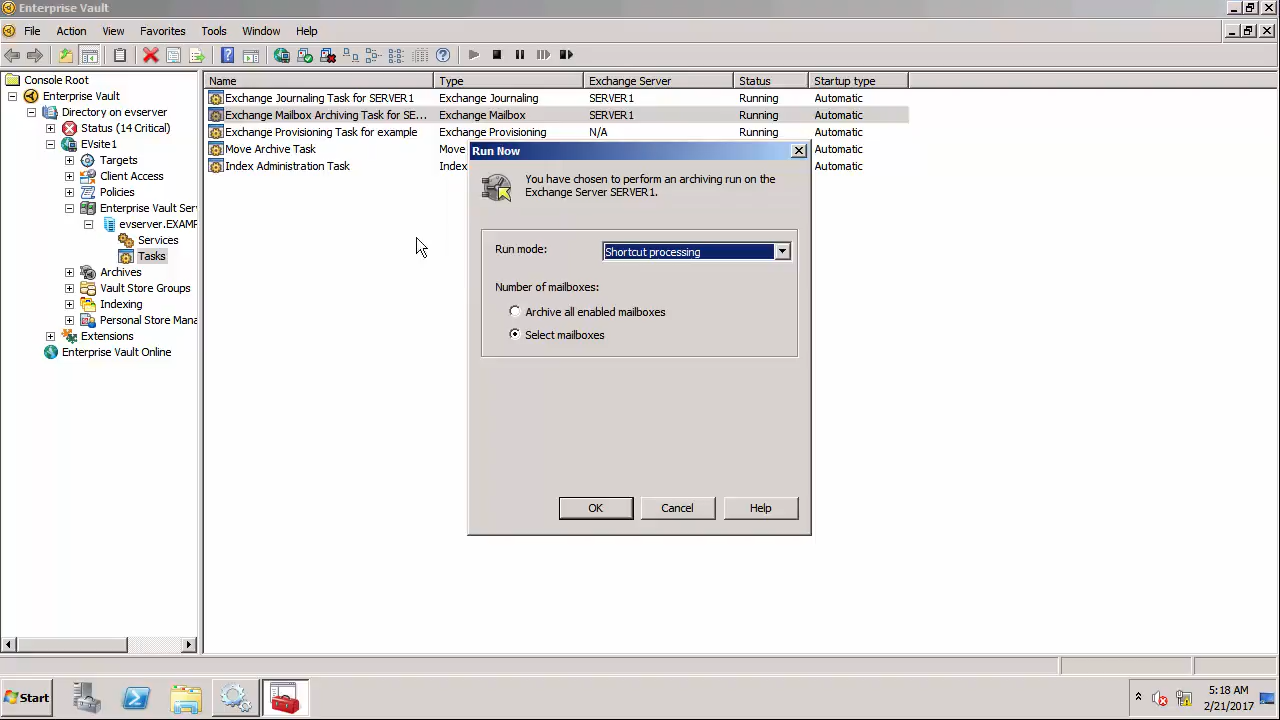 Enterprise Vault
File Action View Favorites Tools Window Help
Console Root
Enterprise Vault
Directory on evserver
Status (14 Critical)
EVsite1
Targets
Client Access
Policies
Enterprise Vault Ser
evserver.EXAMP
Services
Tasks
Archives
Vault Store Groups
Indexing
Personal Store Mana
Extensions
Enterprise Vault Online
Name Type Exchange Server Status Startup type
Exchange Journaling Task for SERVER1 Exchange Journaling SERVER1 Running Automatic
Exchange Mailbox Archiving Task for SE... Exchange Mailbox SERVER1 Running Automatic
Exchange Provisioning Task for example Exchange Provisioning N/A Running Automatic
Move Archive Task Move Automatic
Index Administration Task Index Automatic
Run Now
You have chosen to perform an archiving run on the
Exchange Server SERVER1.
Run mode: Shortcut processing
Number of mailboxes:
Archive all enabled mailboxes
Select mailboxes
OK Cancel Help
Start
5:18 AM
2/21/2017